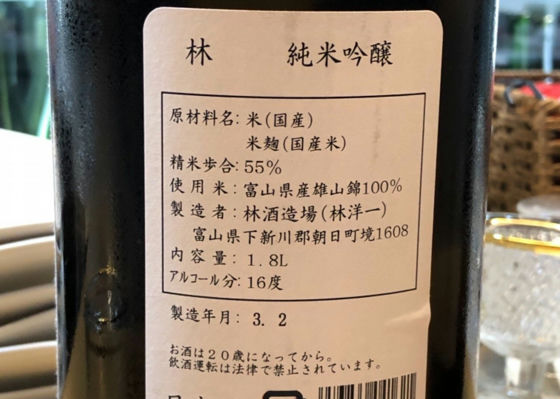 林 純米吟醸
原材料名: 米(国産)
米麹(国産米)
精米歩合: 55%
使用米: 富山県産雄山錦100%
製造者: 林酒造場(林洋一)
富山県下新川郡朝日町境1608
内容量: 1.8L
アルコール分: 16度
製造年月: 3. 2
お酒は20歳になってから。
飲酒運転は法律で禁止されています。